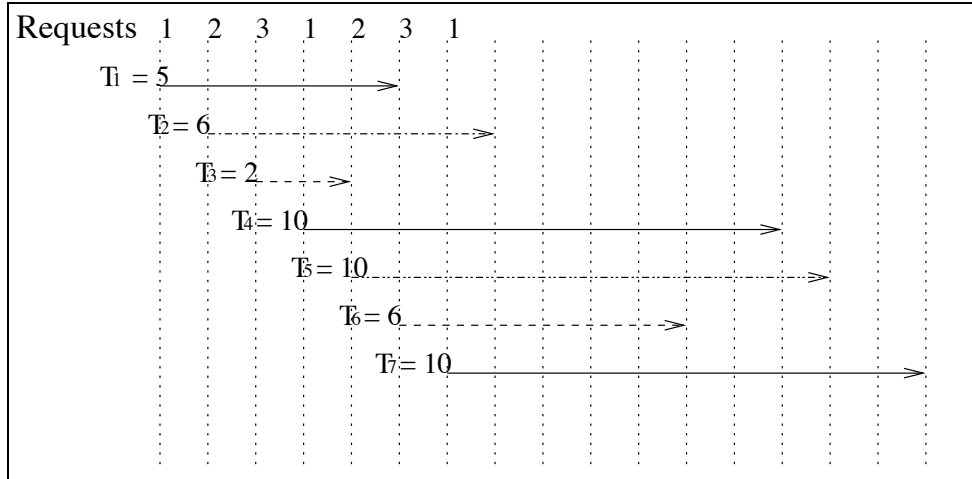 Requests 1 2 3 1 2 3 1
T1 = 5
T2 = 6
T3 = 2
T4 = 10
T5 = 10
T6 = 6
T7 = 10